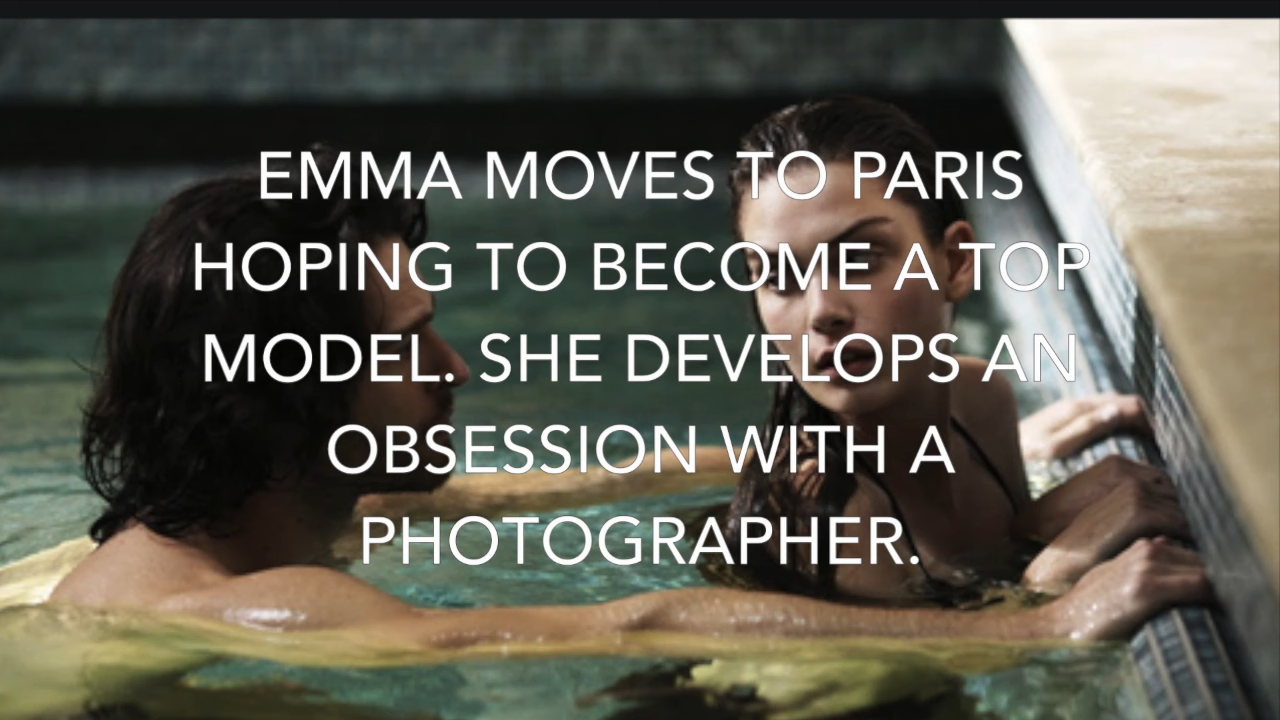 EMMA MOVES TO PARIS
HOPING TO BECOME A TOP
MODEL. SHE DEVELOPS AN
OBSESSION WITH A
PHOTOGRAPHER.